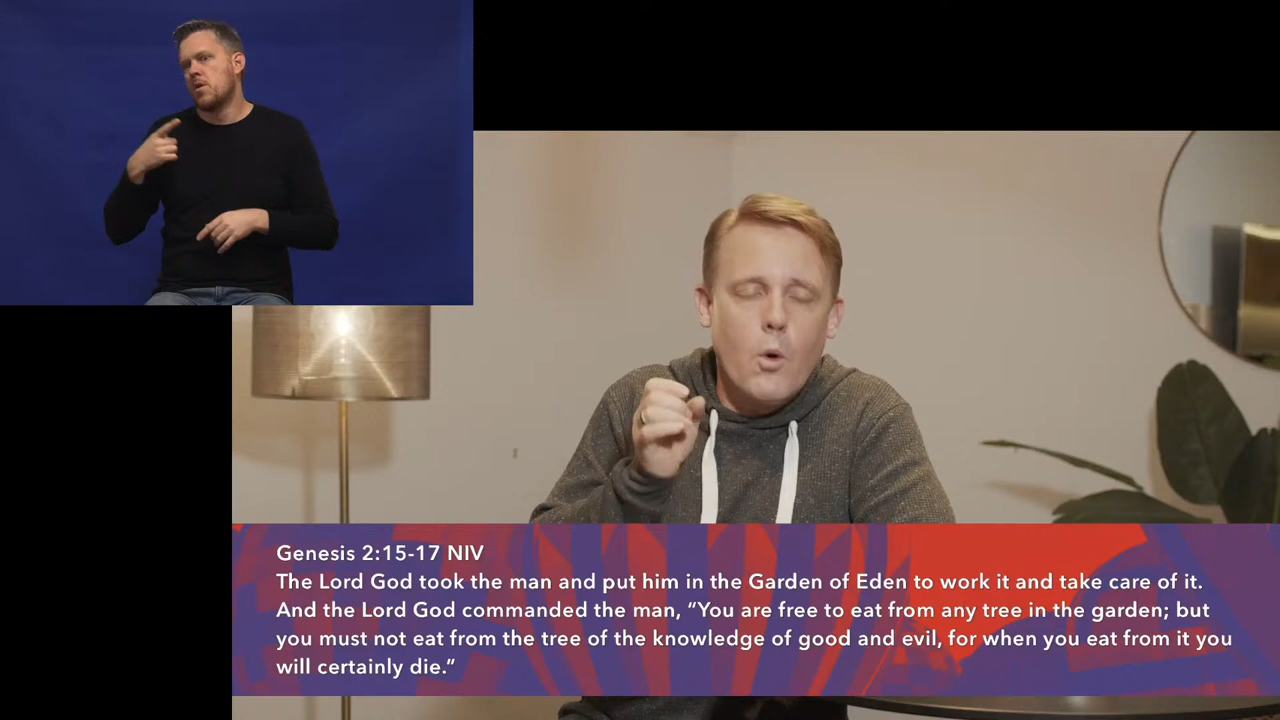 Genesis 2:15-17 NIV
The Lord God took the man and put him in the Garden of Eden to work it and take care of it.
And the Lord God commanded the man, “You are free to eat from any tree in the garden; but
you must not eat from the tree of the knowledge of good and evil, for when you eat from it you
will certainly die.”